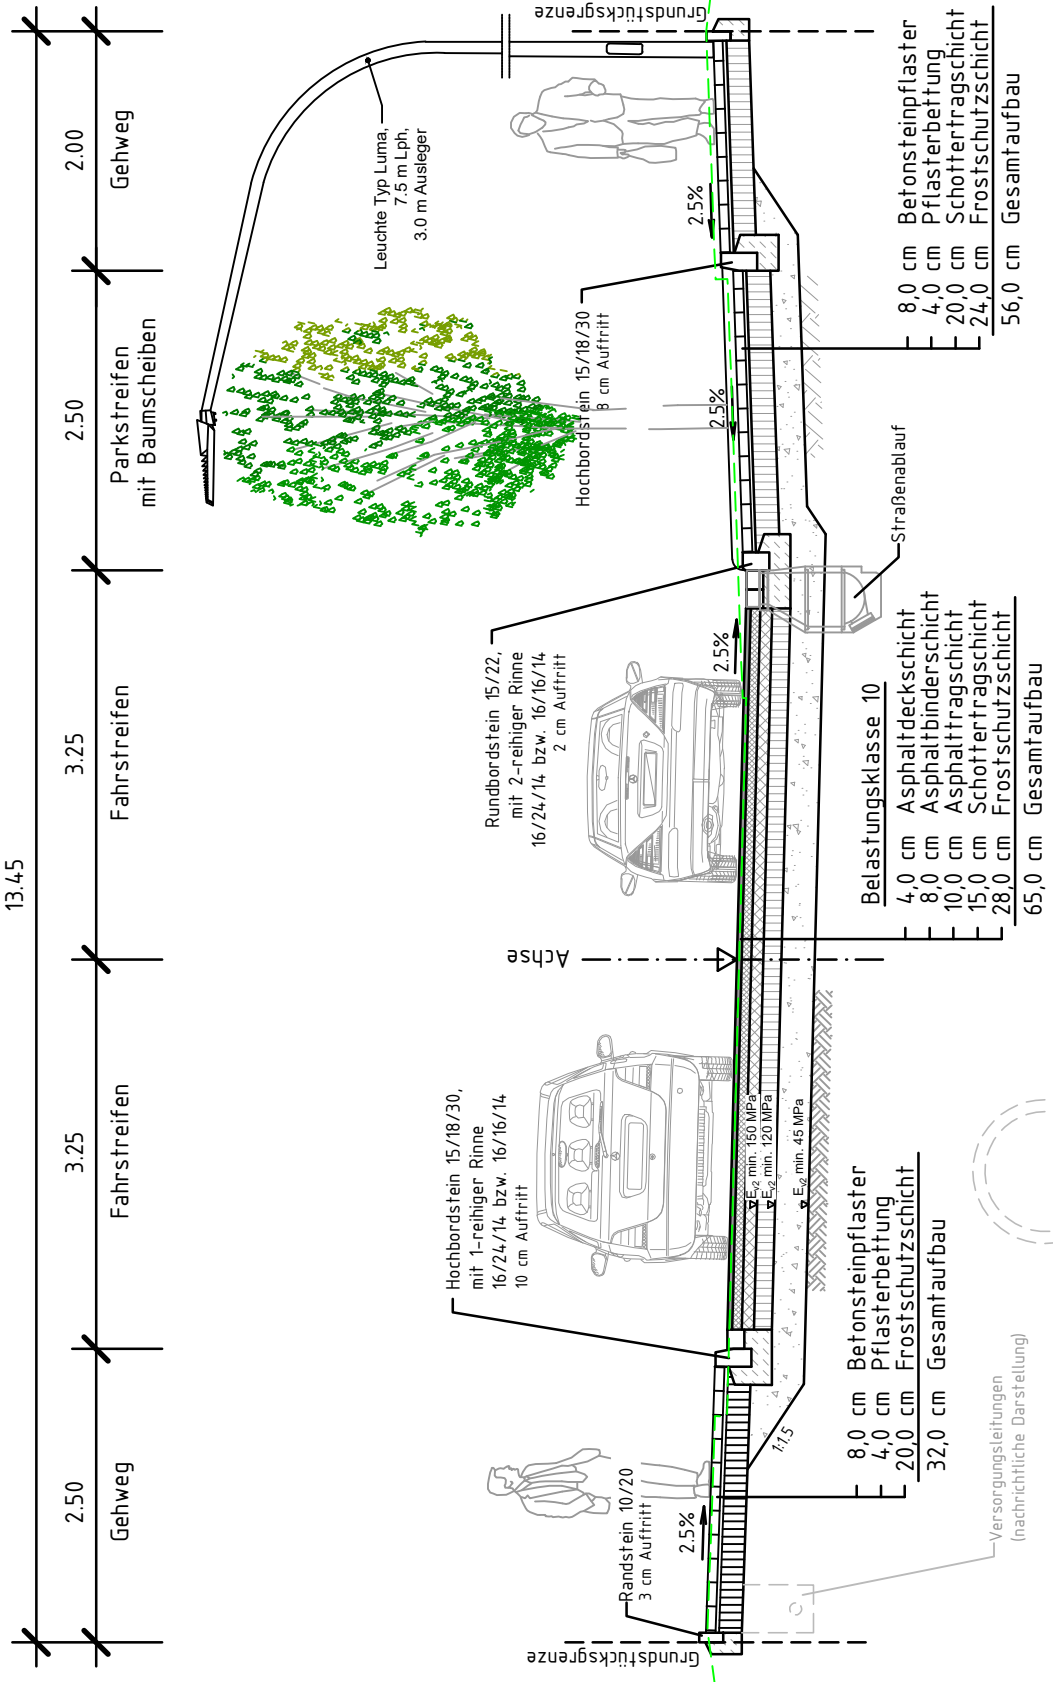 13.45
2.50
Gehweg
3.25
Fahrstreifen
3.25
Fahrstreifen
2.50
Parkstreifen
mit Baumscheiben
2.00
Gehweg
Leuchte Typ Luma,
7.5 m Lph,
3.0 m Ausleger
Grundstücksgrenze
Randstein 10/20
3 cm Auftritt
2.5%
Hochbordstein 15/18/30,
mit 1-reihiger Rinne
16/24/14 bzw. 16/16/14
10 cm Auftritt
Achse
Rundbordstein 15/22,
mit 2-reihiger Rinne
16/24/14 bzw. 16/16/14
2 cm Auftritt
2.5%
Hochbordstein 15/18/30
8 cm Auftritt
2.5%
2.5%
Grundstücksgrenze
Ev2 min. 150 MPa
Ev2 min. 120 MPa
Ev2 min. 45 MPa
1:1.5
Straßenablauf
8,0 cm Betonsteinpflaster
4,0 cm Pflasterbettung
20,0 cm Frostschutzschicht
32,0 cm Gesamtaufbau
Belastungsklasse 10
4,0 cm Asphaltdeckschicht
8,0 cm Asphaltbinderschicht
10,0 cm Asphalttragschicht
15,0 cm Schottertragschicht
28,0 cm Frostschutzschicht
65,0 cm Gesamtaufbau
8,0 cm Betonsteinpflaster
4,0 cm Pflasterbettung
20,0 cm Schottertragschicht
24,0 cm Frostschutzschicht
56,0 cm Gesamtaufbau
Versorgungsleitungen
(nachrichtliche Darstellung)